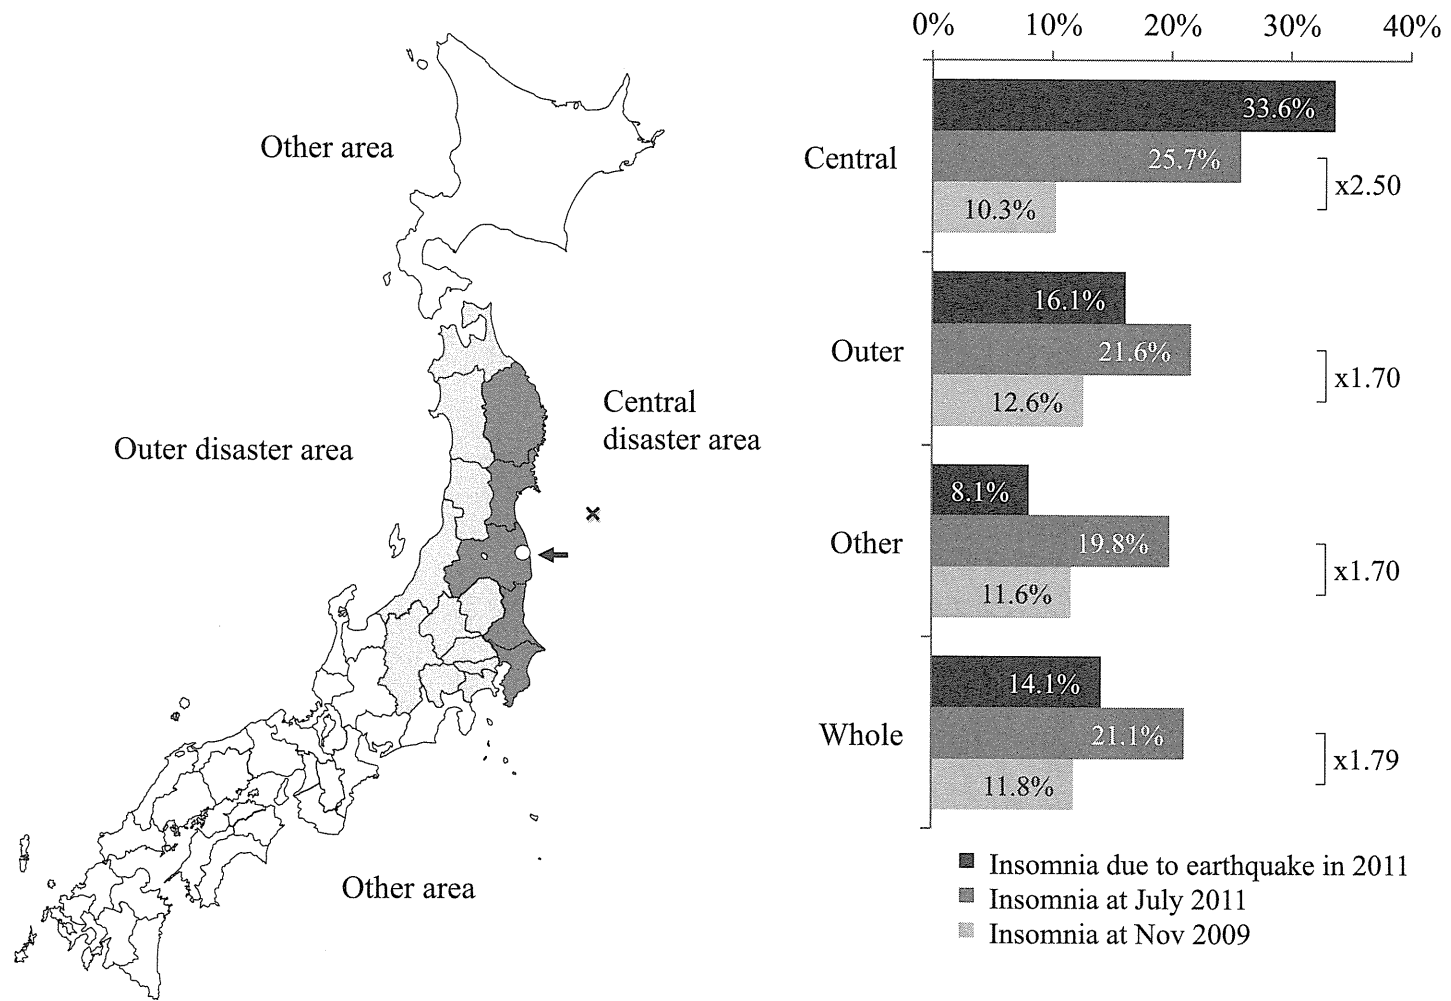 Other area
Outer disaster area
Central
disaster area
Other area
0%
10%
20%
30%
40%
Central
33.6%
25.7%
10.3%
x2.50
Outer
16.1%
21.6%
12.6%
x1.70
Other
8.1%
19.8%
11.6%
x1.70
Whole
14.1%
21.1%
11.8%
x1.79
Insomnia due to earthquake in 2011
Insomnia at July 2011
Insomnia at Nov 2009